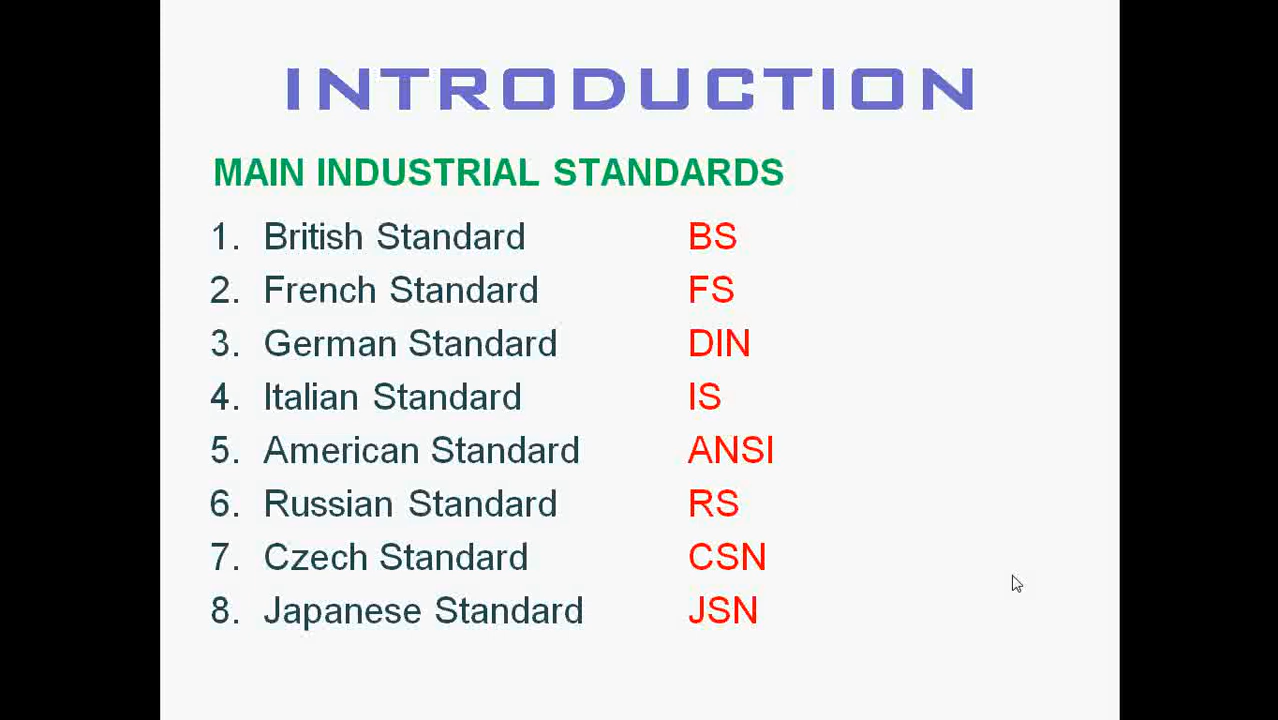 INTRODUCTION
MAIN INDUSTRIAL STANDARDS
1. British Standard BS
2. French Standard FS
3. German Standard DIN
4. Italian Standard IS
5. American Standard ANSI
6. Russian Standard RS
7. Czech Standard CSN
8. Japanese Standard JSN